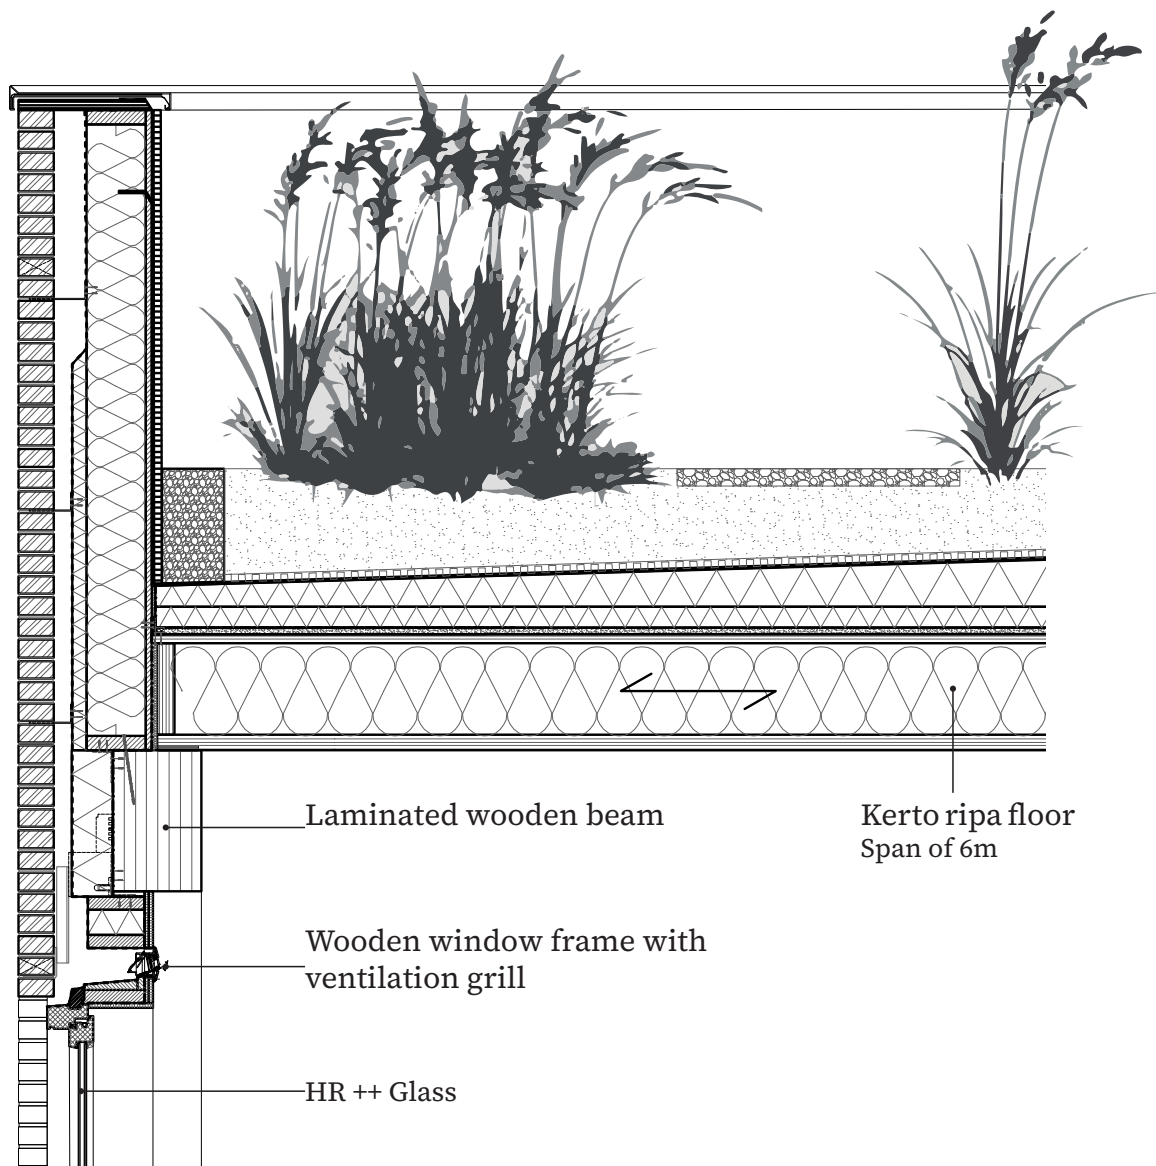 Laminated wooden beam
Kerto ripa floor
Span of 6m
Wooden window frame with
ventilation grill
HR ++ Glass